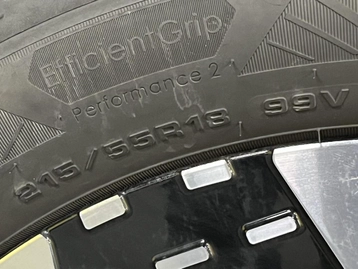 EfficientGrip
Performance 2
215/55R18 99V